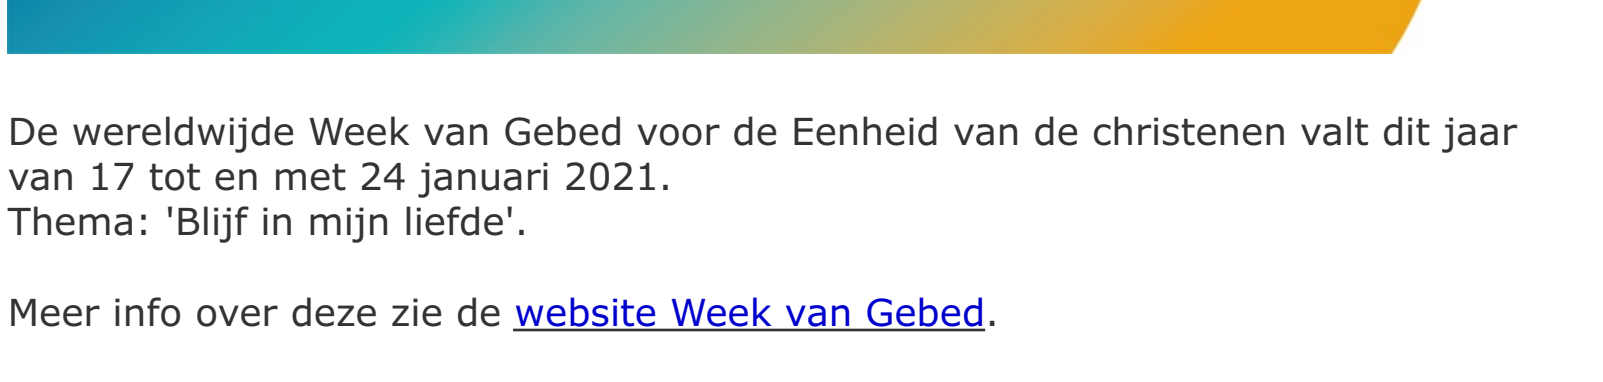 De wereldwijde Week van Gebed voor de Eenheid van de christenen valt dit jaar
van 17 tot en met 24 januari 2021.
Thema: 'Blijf in mijn liefde'.
Meer info over deze zie de website Week van Gebed.